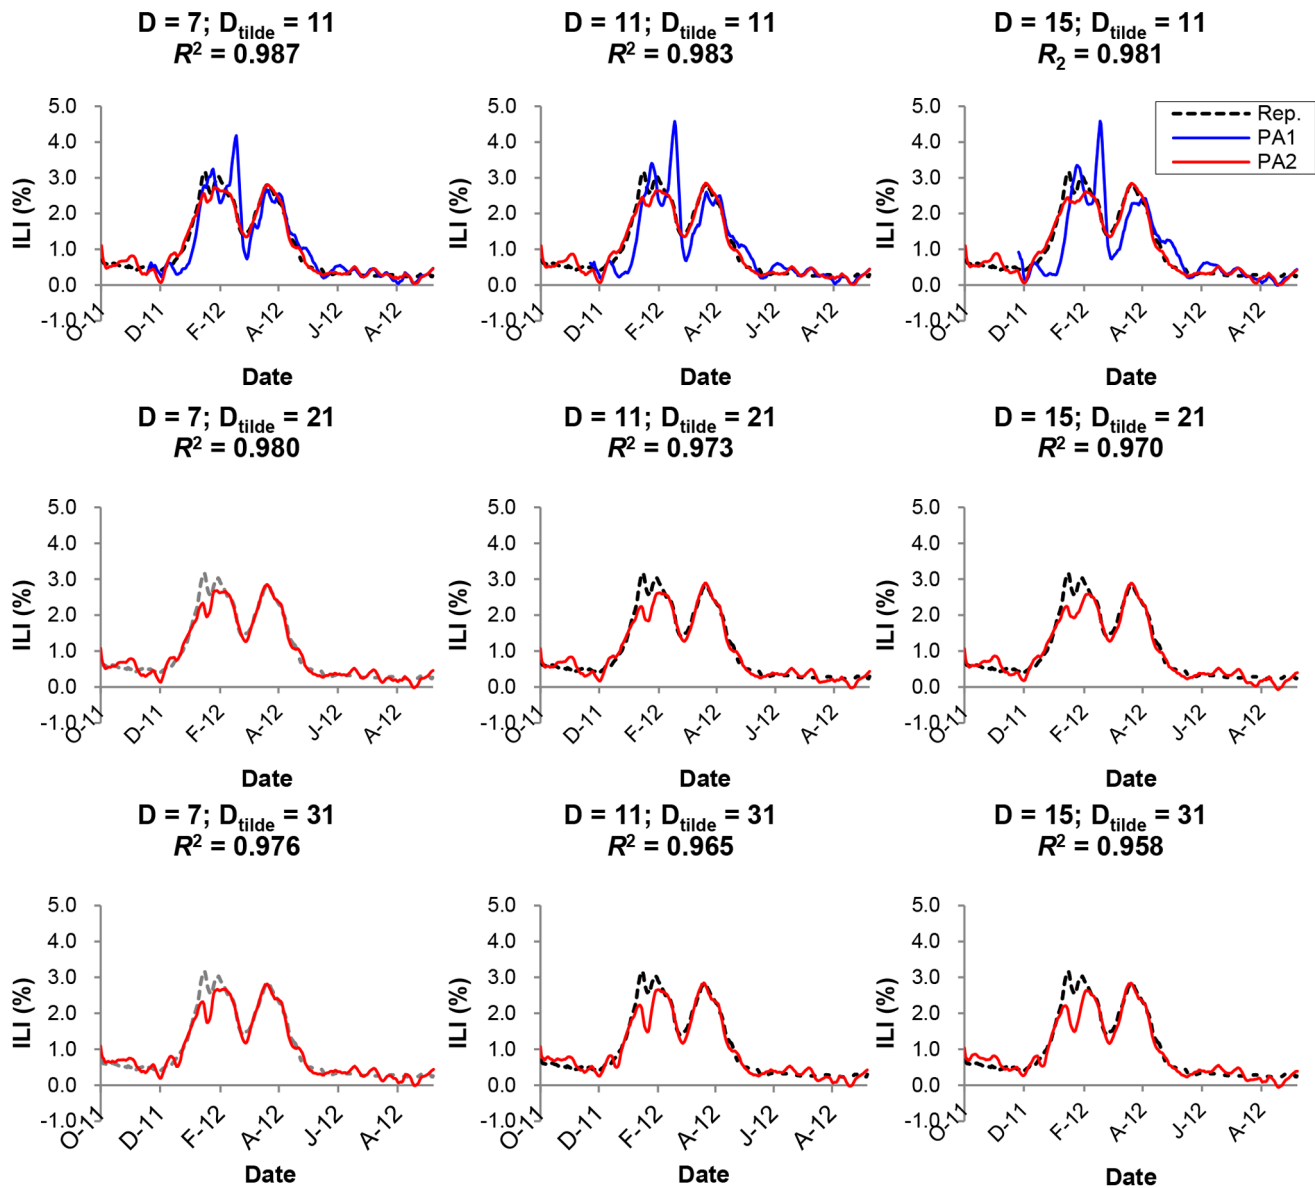 D = 7; Dtilde = 11
R² = 0.987
D = 11; Dtilde = 11
R² = 0.983
D = 15; Dtilde = 11
R₂ = 0.981
5.0
4.0
3.0
2.0
1.0
0.0
-1.0
ILI (%)
O-11
D-11
F-12
A-12
J-12
A-12
Date
5.0
4.0
3.0
2.0
1.0
0.0
-1.0
ILI (%)
O-11
D-11
F-12
A-12
J-12
A-12
Date
5.0
4.0
3.0
2.0
1.0
0.0
-1.0
ILI (%)
O-11
D-11
F-12
A-12
J-12
A-12
Date
Rep.
PA1
PA2
D = 7; Dtilde = 21
R² = 0.980
D = 11; Dtilde = 21
R² = 0.973
D = 15; Dtilde = 21
R² = 0.970
5.0
4.0
3.0
2.0
1.0
0.0
-1.0
ILI (%)
O-11
D-11
F-12
A-12
J-12
A-12
Date
5.0
4.0
3.0
2.0
1.0
0.0
-1.0
ILI (%)
O-11
D-11
F-12
A-12
J-12
A-12
Date
5.0
4.0
3.0
2.0
1.0
0.0
-1.0
ILI (%)
O-11
D-11
F-12
A-12
J-12
A-12
Date
D = 7; Dtilde = 31
R² = 0.976
D = 11; Dtilde = 31
R² = 0.965
D = 15; Dtilde = 31
R² = 0.958
5.0
4.0
3.0
2.0
1.0
0.0
-1.0
ILI (%)
O-11
D-11
F-12
A-12
J-12
A-12
Date
5.0
4.0
3.0
2.0
1.0
0.0
-1.0
ILI (%)
O-11
D-11
F-12
A-12
J-12
A-12
Date
5.0
4.0
3.0
2.0
1.0
0.0
-1.0
ILI (%)
O-11
D-11
F-12
A-12
J-12
A-12
Date